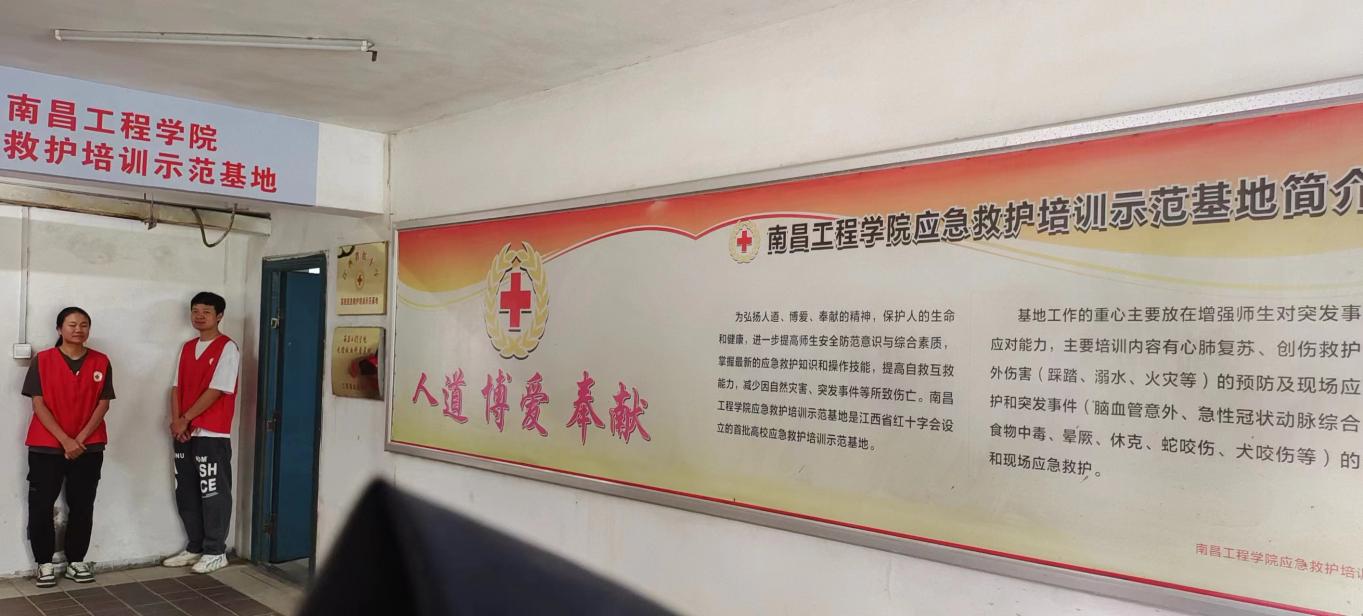 南昌工程学院
救护培训示范基地
南昌工程学院应急救护培训示范基地简介
人道 博爱 奉献
为弘扬人道、博爱、奉献的精神，保护人的生命
和健康，进一步提高师生安全防范意识与综合素质，
掌握最新的应急救护知识和操作技能，提高自救互救
能力，减少因自然灾害、突发事件等所致伤亡。南昌
工程学院应急救护培训示范基地是江西省红十字会设
立的首批高校应急救护培训示范基地。
基地工作的重心主要放在增强师生对突发事
应对能力，主要培训内容有心肺复苏、创伤救护
外伤害（踩踏、溺水、火灾等）的预防及现场应
护和突发事件（脑血管意外、急性冠状动脉综合
食物中毒、晕厥、休克、蛇咬伤、犬咬伤等）的
和现场应急救护。
南昌工程学院应急救护培训
SH
CE